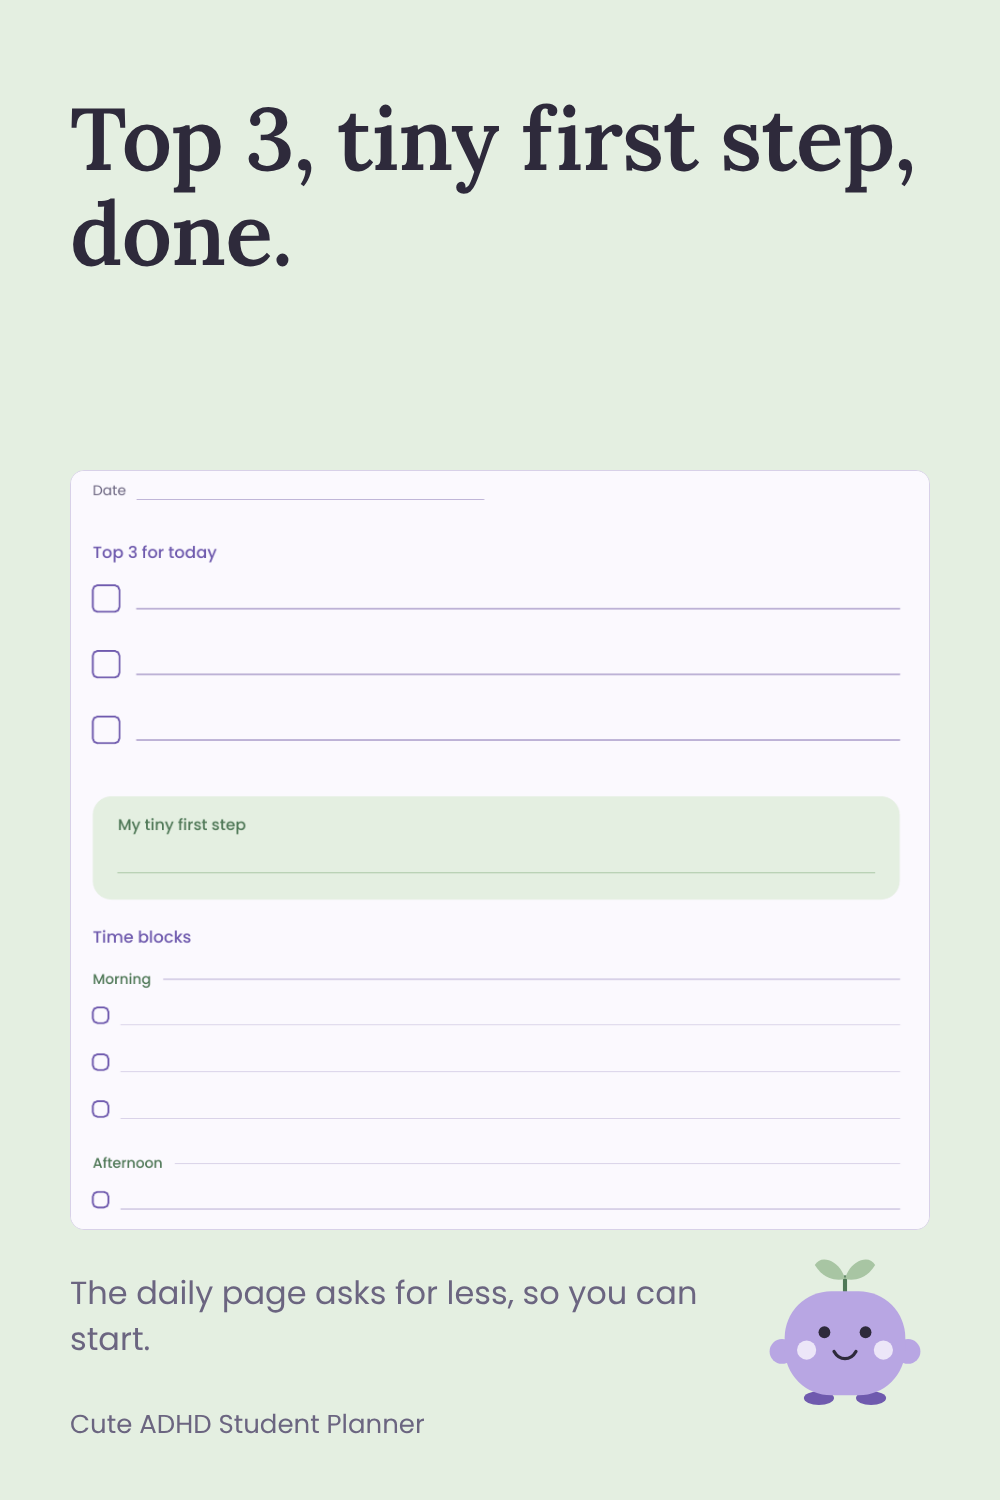 Top 3, tiny first step,
done.
Date
Top 3 for today
My tiny first step
Time blocks
Morning
Afternoon
The daily page asks for less, so you can
start.
Cute ADHD Student Planner